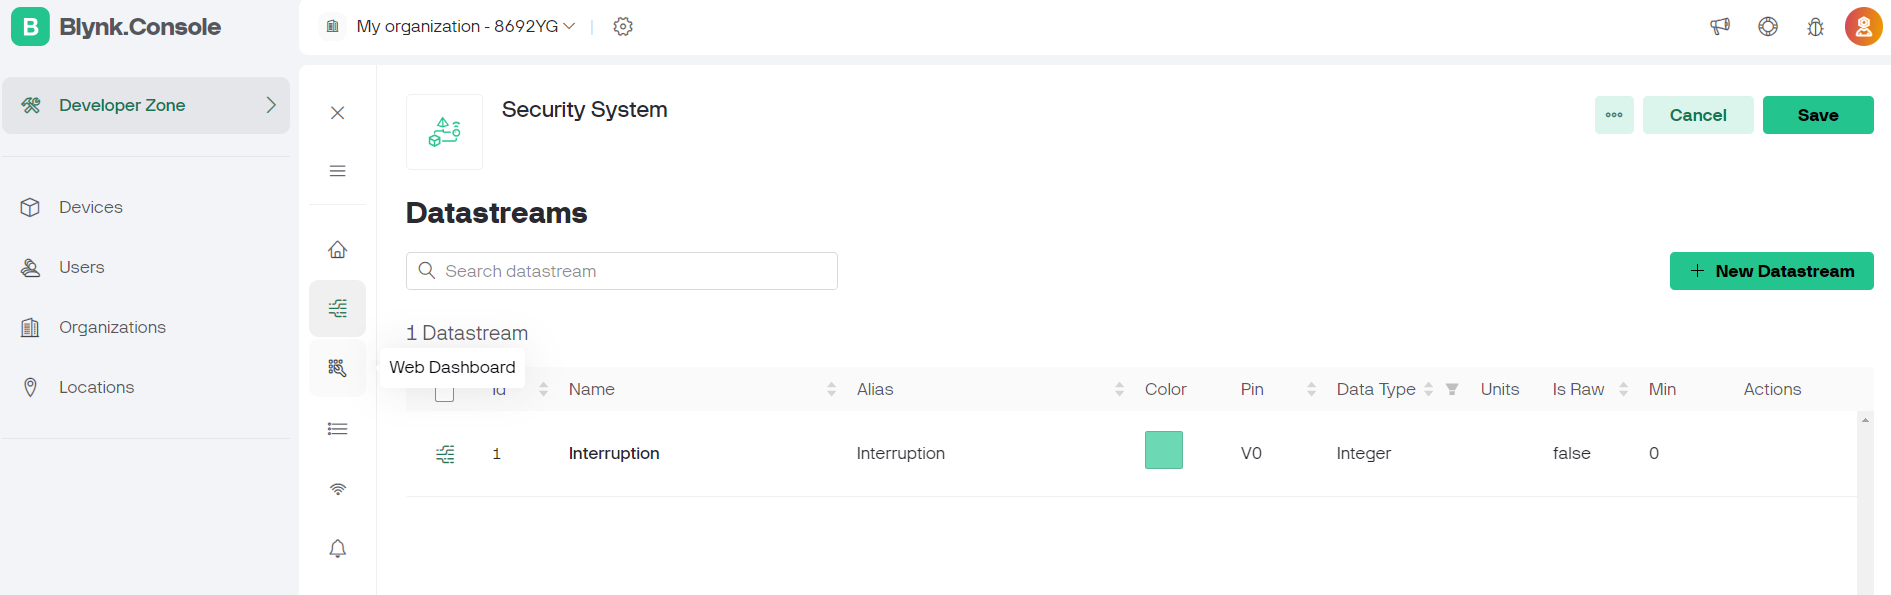 B Blynk.Console
My organization - 8692YG
Developer Zone
Devices
Users
Organizations
Locations
Security System
Cancel
Save
Datastreams
Search datastream
New Datastream
1 Datastream
Web Dashboard
Id Name Alias Color Pin Data Type Units Is Raw Min Actions
1 Interruption Interruption V0 Integer false 0